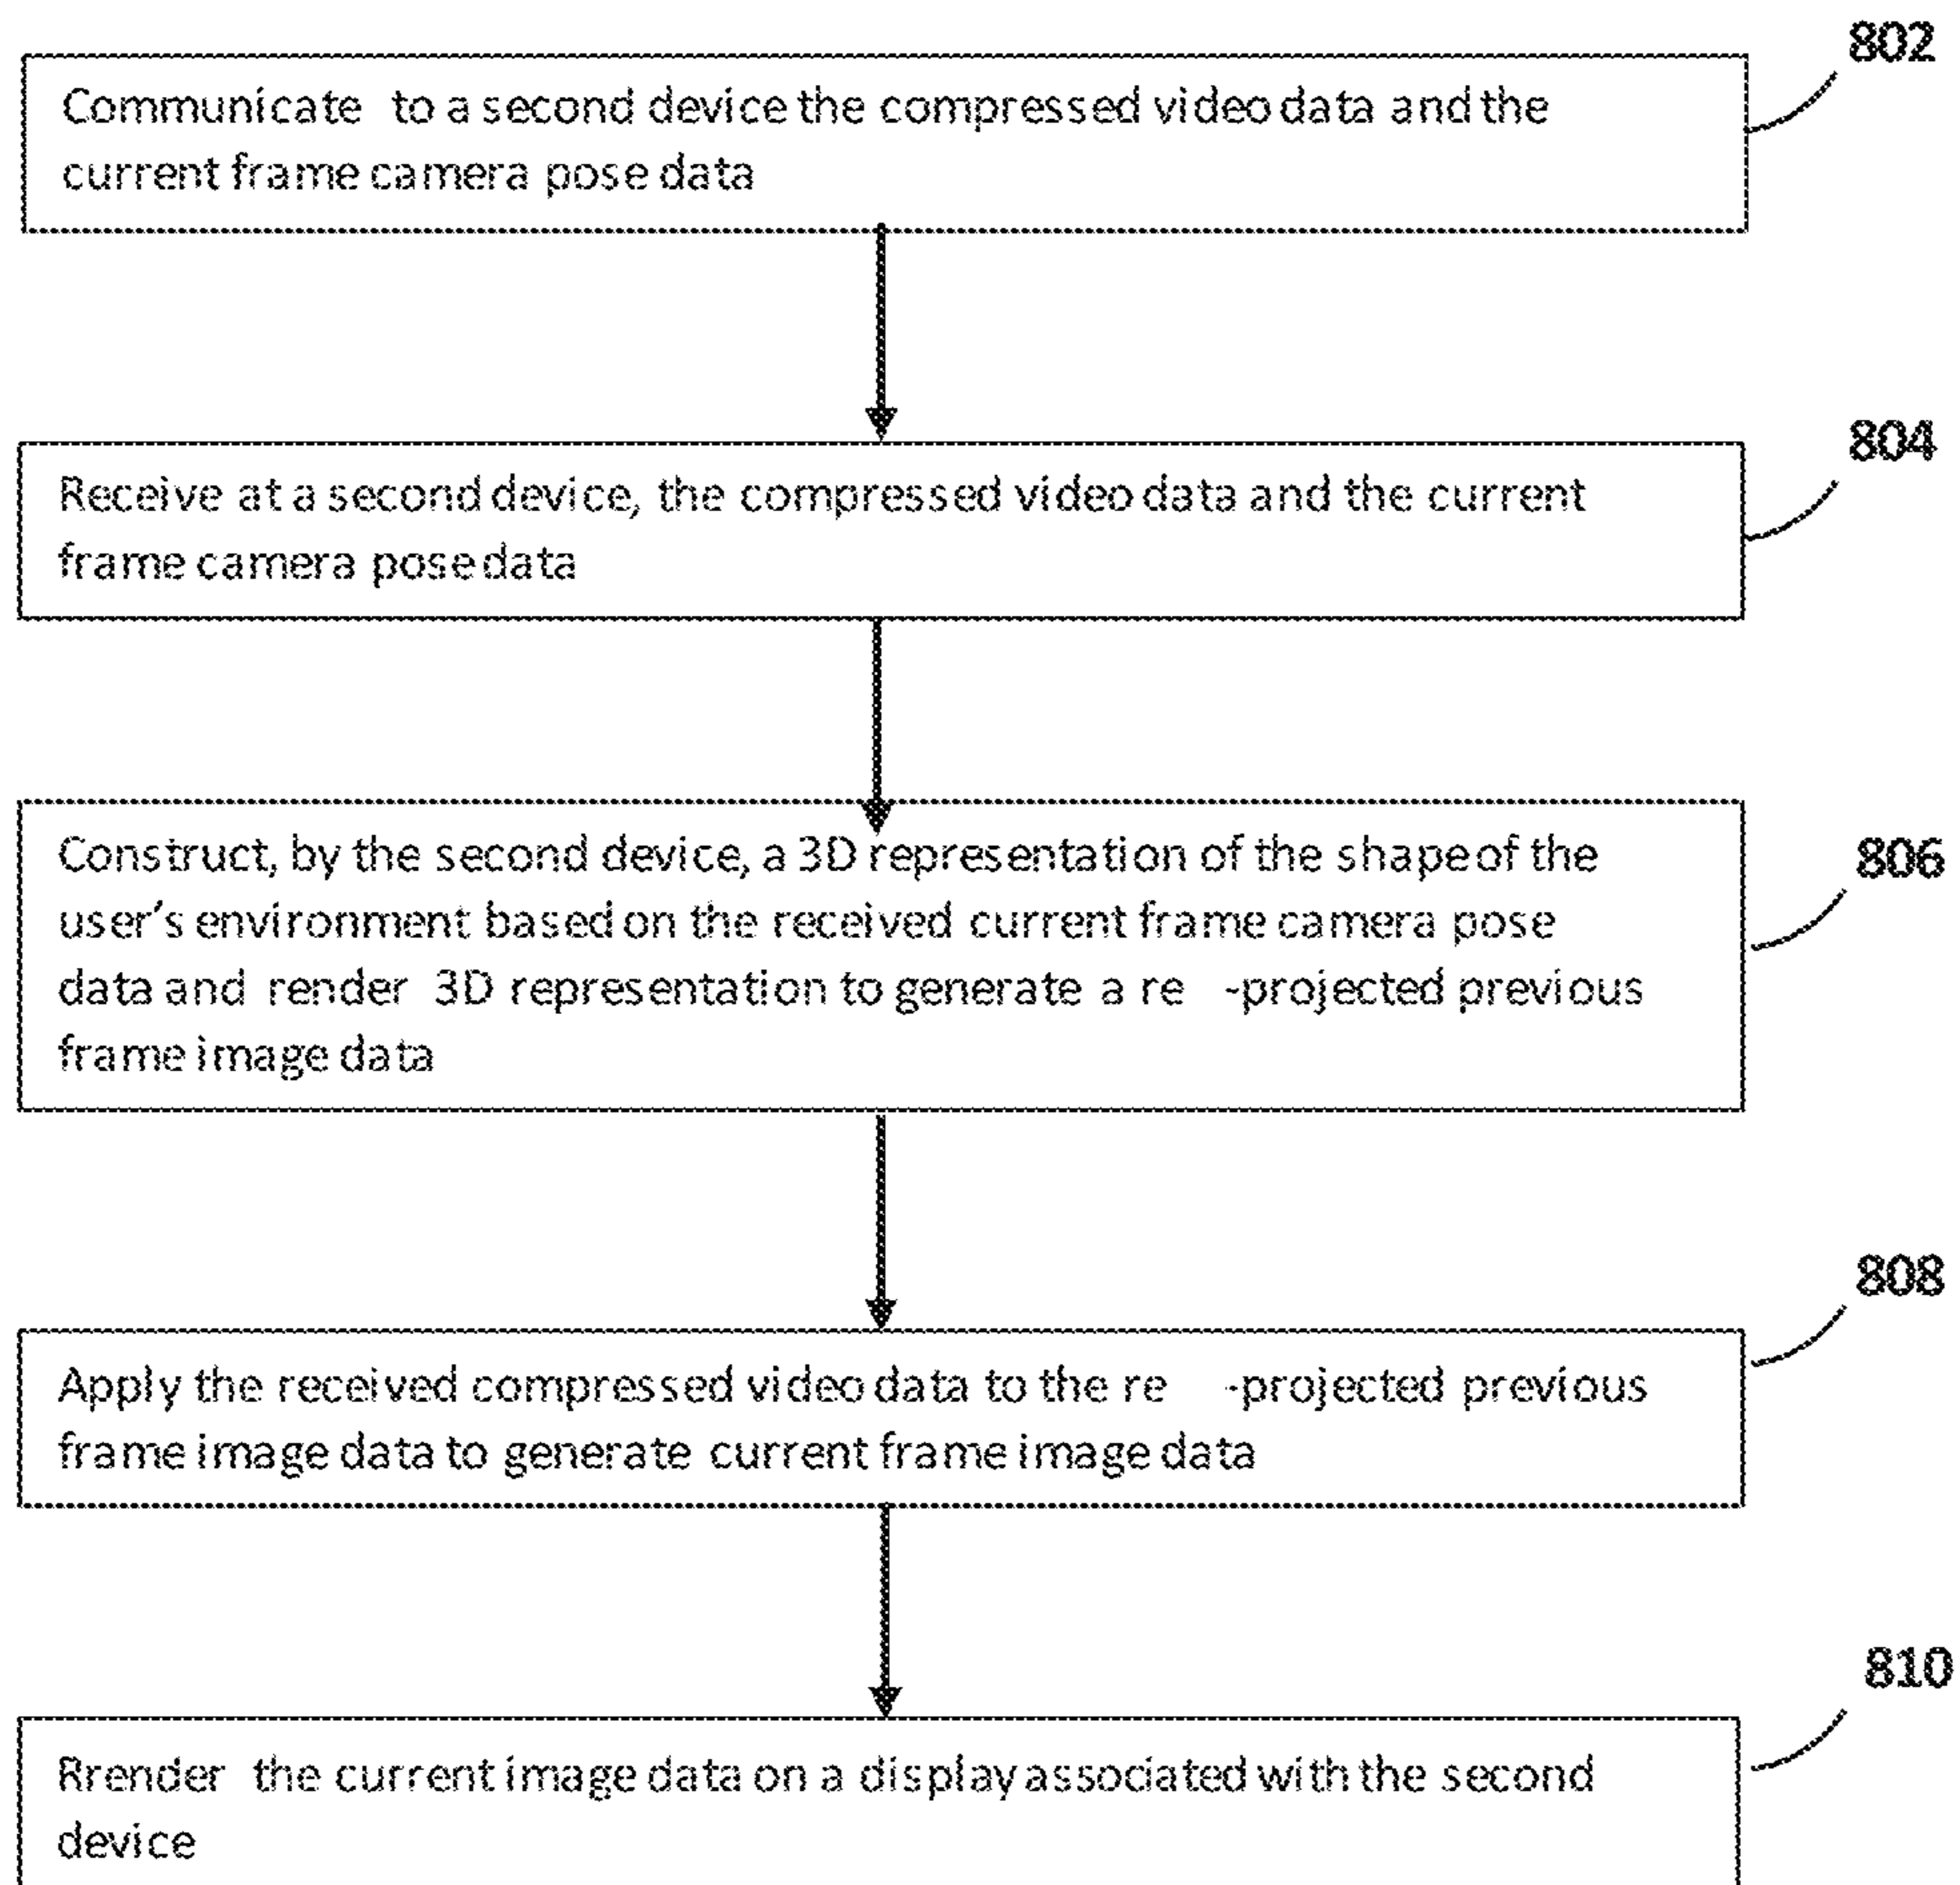 802
Communicate to a second device the compressed video data and the
current frame camera pose data
804
Receive at a second device, the compressed video data and the current
frame camera pose data
806
Construct, by the second device, a 3D representation of the shape of the
user's environment based on the received current frame camera pose
data and render 3D representation to generate a re -projected previous
frame image data
808
Apply the received compressed video data to the re -projected previous
frame image data to generate current frame image data
810
Rrender the current image data on a display associated with the second
device